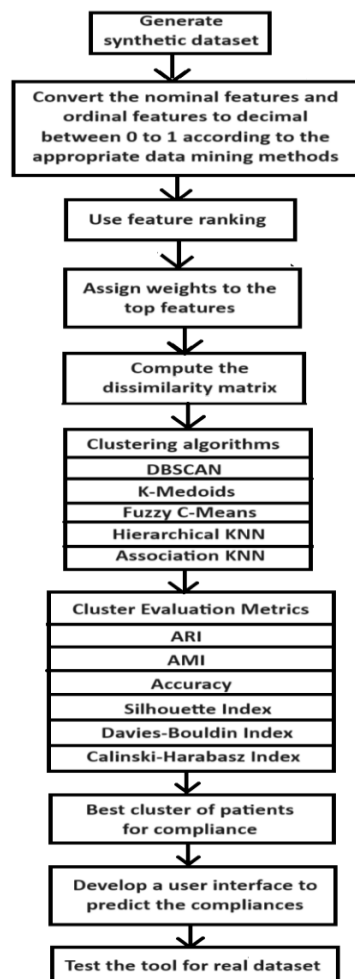 Generate
synthetic dataset
Convert the nominal features and
ordinal features to decimal
between 0 to 1 according to the
appropriate data mining methods
Use feature ranking
Assign weights to the
top features
Compute the
dissimilarity matrix
Clustering algorithms
DBSCAN
K-Medoids
Fuzzy C-Means
Hierarchical KNN
Association KNN
Cluster Evaluation Metrics
ARI
AMI
Accuracy
Silhouette Index
Davies-Bouldin Index
Calinski-Harabasz Index
Best cluster of patients
for compliance
Develop a user interface to
predict the compliances
Test the tool for real dataset